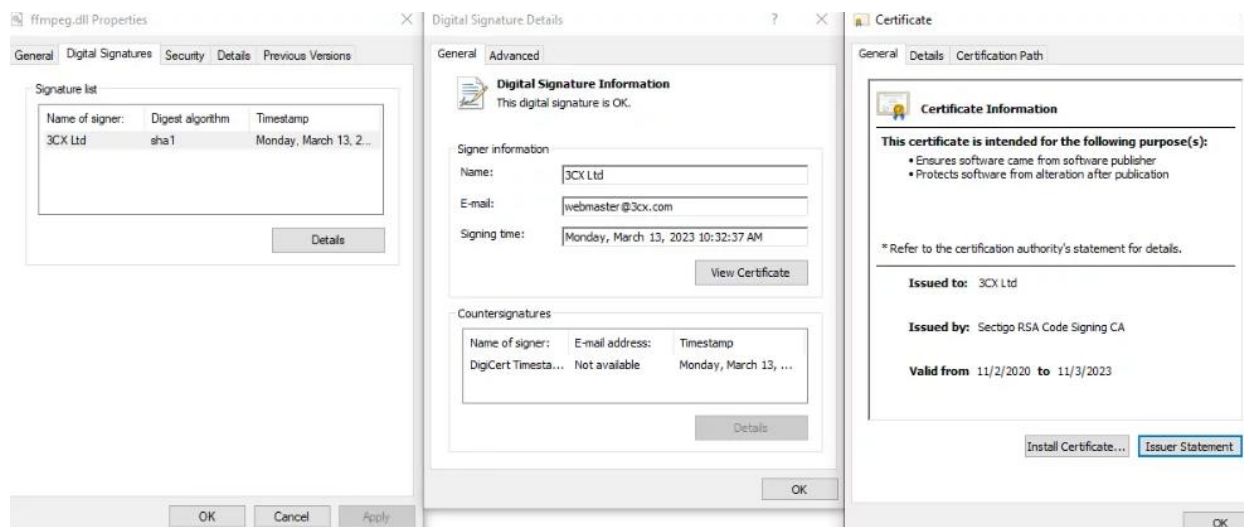 ffmpeg.dll Properties
General Digital Signatures Security Details Previous Versions
Signature list
Name of signer: Digest algorithm Timestamp
3CX Ltd sha1 Monday, March 13, 2...
Details
OK Cancel Apply
Digital Signature Details
General Advanced
Digital Signature Information
This digital signature is OK.
Signer information
Name: 3CX Ltd
E-mail: webmaster@3cx.com
Signing time: Monday, March 13, 2023 10:32:37 AM
View Certificate
Countersignatures
Name of signer: E-mail address: Timestamp
DigiCert Timesta... Not available Monday, March 13, ...
Details
OK
Certificate
General Details Certification Path
Certificate Information
This certificate is intended for the following purpose(s):
• Ensures software came from software publisher
• Protects software from alteration after publication
* Refer to the certification authority's statement for details.
Issued to: 3CX Ltd
Issued by: Sectigo RSA Code Signing CA
Valid from 11/2/2020 to 11/3/2023
Install Certificate... Issuer Statement
OK